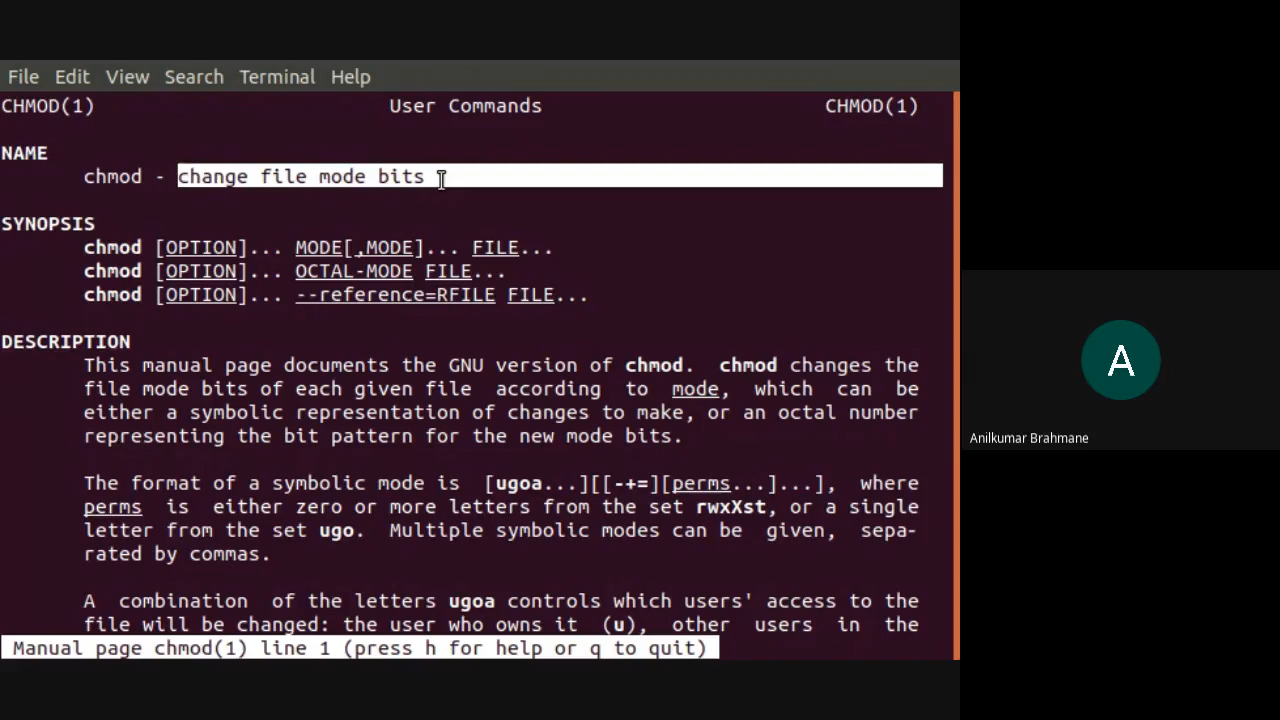 File Edit View Search Terminal Help
CHMOD(1) User Commands CHMOD(1)
NAME
chmod - change file mode bits
SYNOPSIS
chmod [OPTION]... MODE[,MODE]... FILE...
chmod [OPTION]... OCTAL-MODE FILE...
chmod [OPTION]... --reference=RFILE FILE...
DESCRIPTION
This manual page documents the GNU version of chmod. chmod changes the
file mode bits of each given file according to mode, which can be
either a symbolic representation of changes to make, or an octal number
representing the bit pattern for the new mode bits.
The format of a symbolic mode is [ugoa...][[-+=][perms...]...], where
perms is either zero or more letters from the set rwxXst, or a single
letter from the set ugo. Multiple symbolic modes can be given, sepa-
rated by commas.
A combination of the letters ugoa controls which users' access to the
file will be changed: the user who owns it (u), other users in the
Manual page chmod(1) line 1 (press h for help or q to quit)
A
Anilkumar Brahmane